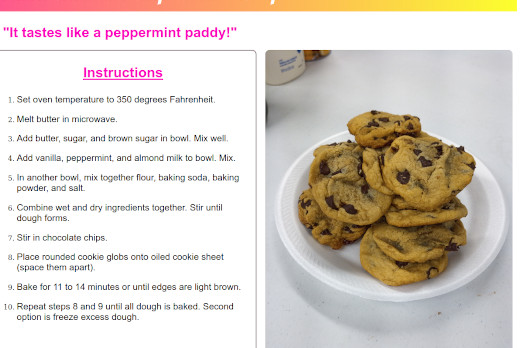 "It tastes like a peppermint paddy!"
Instructions
1. Set oven temperature to 350 degrees Fahrenheit.
2. Melt butter in microwave.
3. Add butter, sugar, and brown sugar in bowl. Mix well.
4. Add vanilla, peppermint, and almond milk to bowl. Mix.
5. In another bowl, mix together flour, baking soda, baking
powder, and salt.
6. Combine wet and dry ingredients together. Stir until
dough forms.
7. Stir in chocolate chips.
8. Place rounded cookie globs onto oiled cookie sheet
(space them apart).
9. Bake for 11 to 14 minutes or until edges are light brown.
10. Repeat steps 8 and 9 until all dough is baked. Second
option is freeze excess dough.